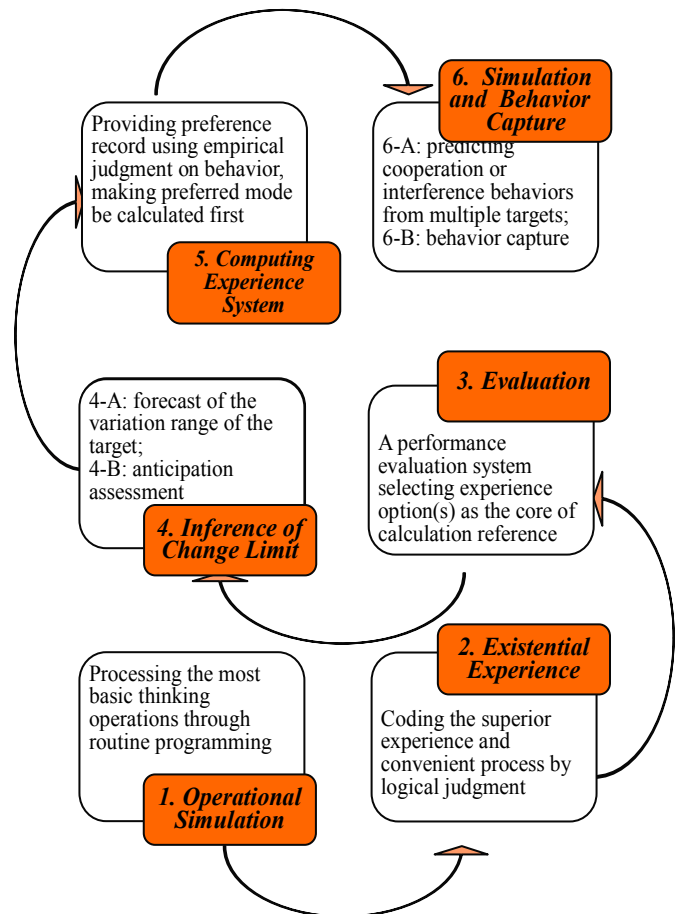 6. Simulation
and Behavior
Capture
Providing preference
record using empirical
judgment on behavior,
making preferred mode
be calculated first
6-A: predicting
cooperation or
interference behaviors
from multiple targets;
6-B: behavior capture
5. Computing
Experience
System
3. Evaluation
4-A: forecast of the
variation range of the
target;
4-B: anticipation
assessment
A performance
evaluation system
selecting experience
option(s) as the core of
calculation reference
4. Inference of
Change Limit
2. Existential
Experience
Processing the most
basic thinking
operations through
routine programming
Coding the superior
experience and
convenient process by
logical judgment
1. Operational
Simulation